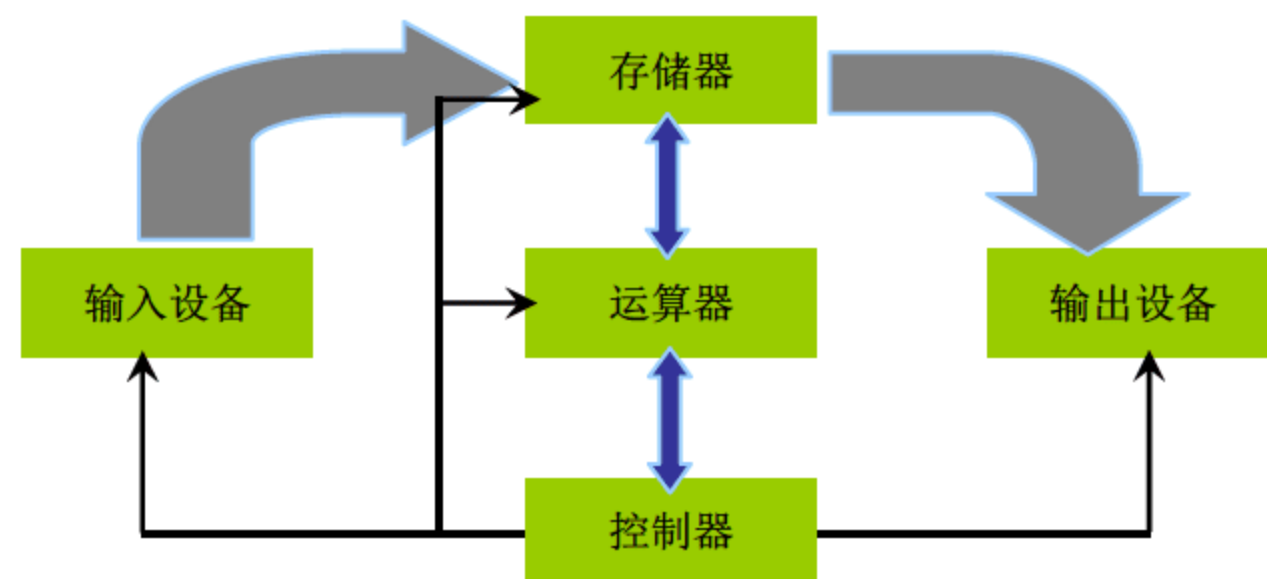 存储器
输入设备
运算器
输出设备
控制器